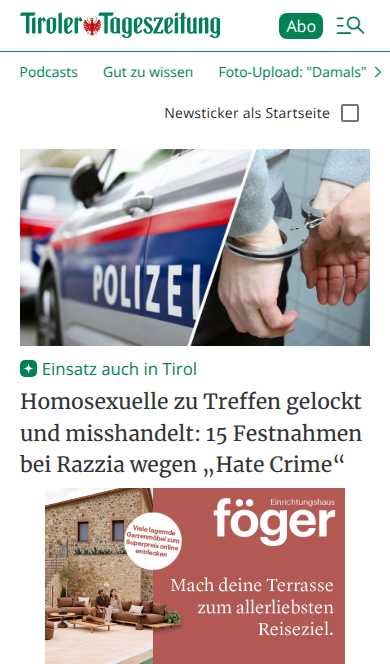 Tiroler Tageszeitung
Abo
Podcasts Gut zu wissen Foto-Upload: "Damals"
Newsticker als Startseite
POLIZEI
Einsatz auch in Tirol
Homosexuelle zu Treffen gelockt
und misshandelt: 15 Festnahmen
bei Razzia wegen „Hate Crime“
Viele lagernde
Gartenmöbel zum
Superpreis online
entdecken
Einrichtungshaus
föger
Mach deine Terrasse
zum allerliebsten
Reiseziel.